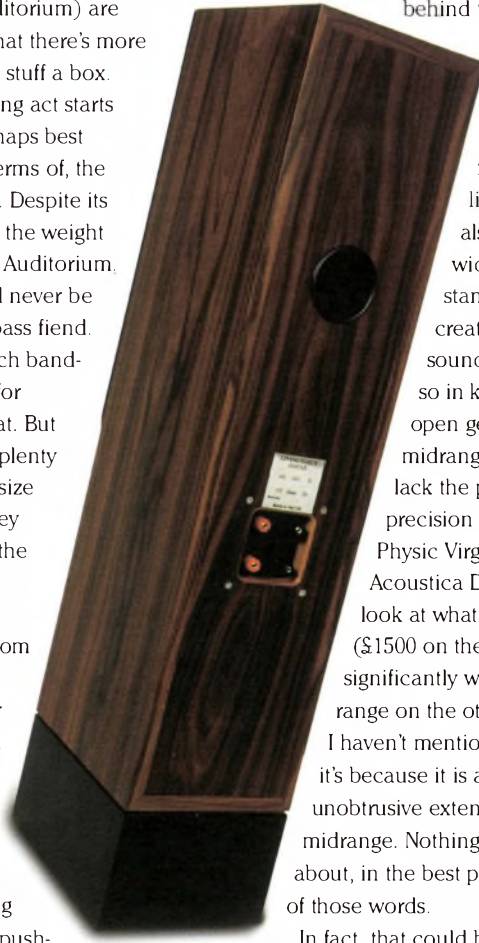 ditorium) are
hat there's more
stuff a box.
ng act starts
haps best
erms of, the
. Despite its
the weight
Auditorium,
l never be
bass fiend.
ch band-
for
at. But
plenty
size
ey
the
om
g
push-
behind
als
wid
stan
creat
sound
so in k
open ge
midrang
lack the p
precision
Physic Virg
Acoustica D
look at what
(£1500 on the
significantly w
range on the ot
I haven't mentio
it's because it is a
unobtrusive exten
midrange. Nothing
about, in the best p
of those words.
In fact, that could b